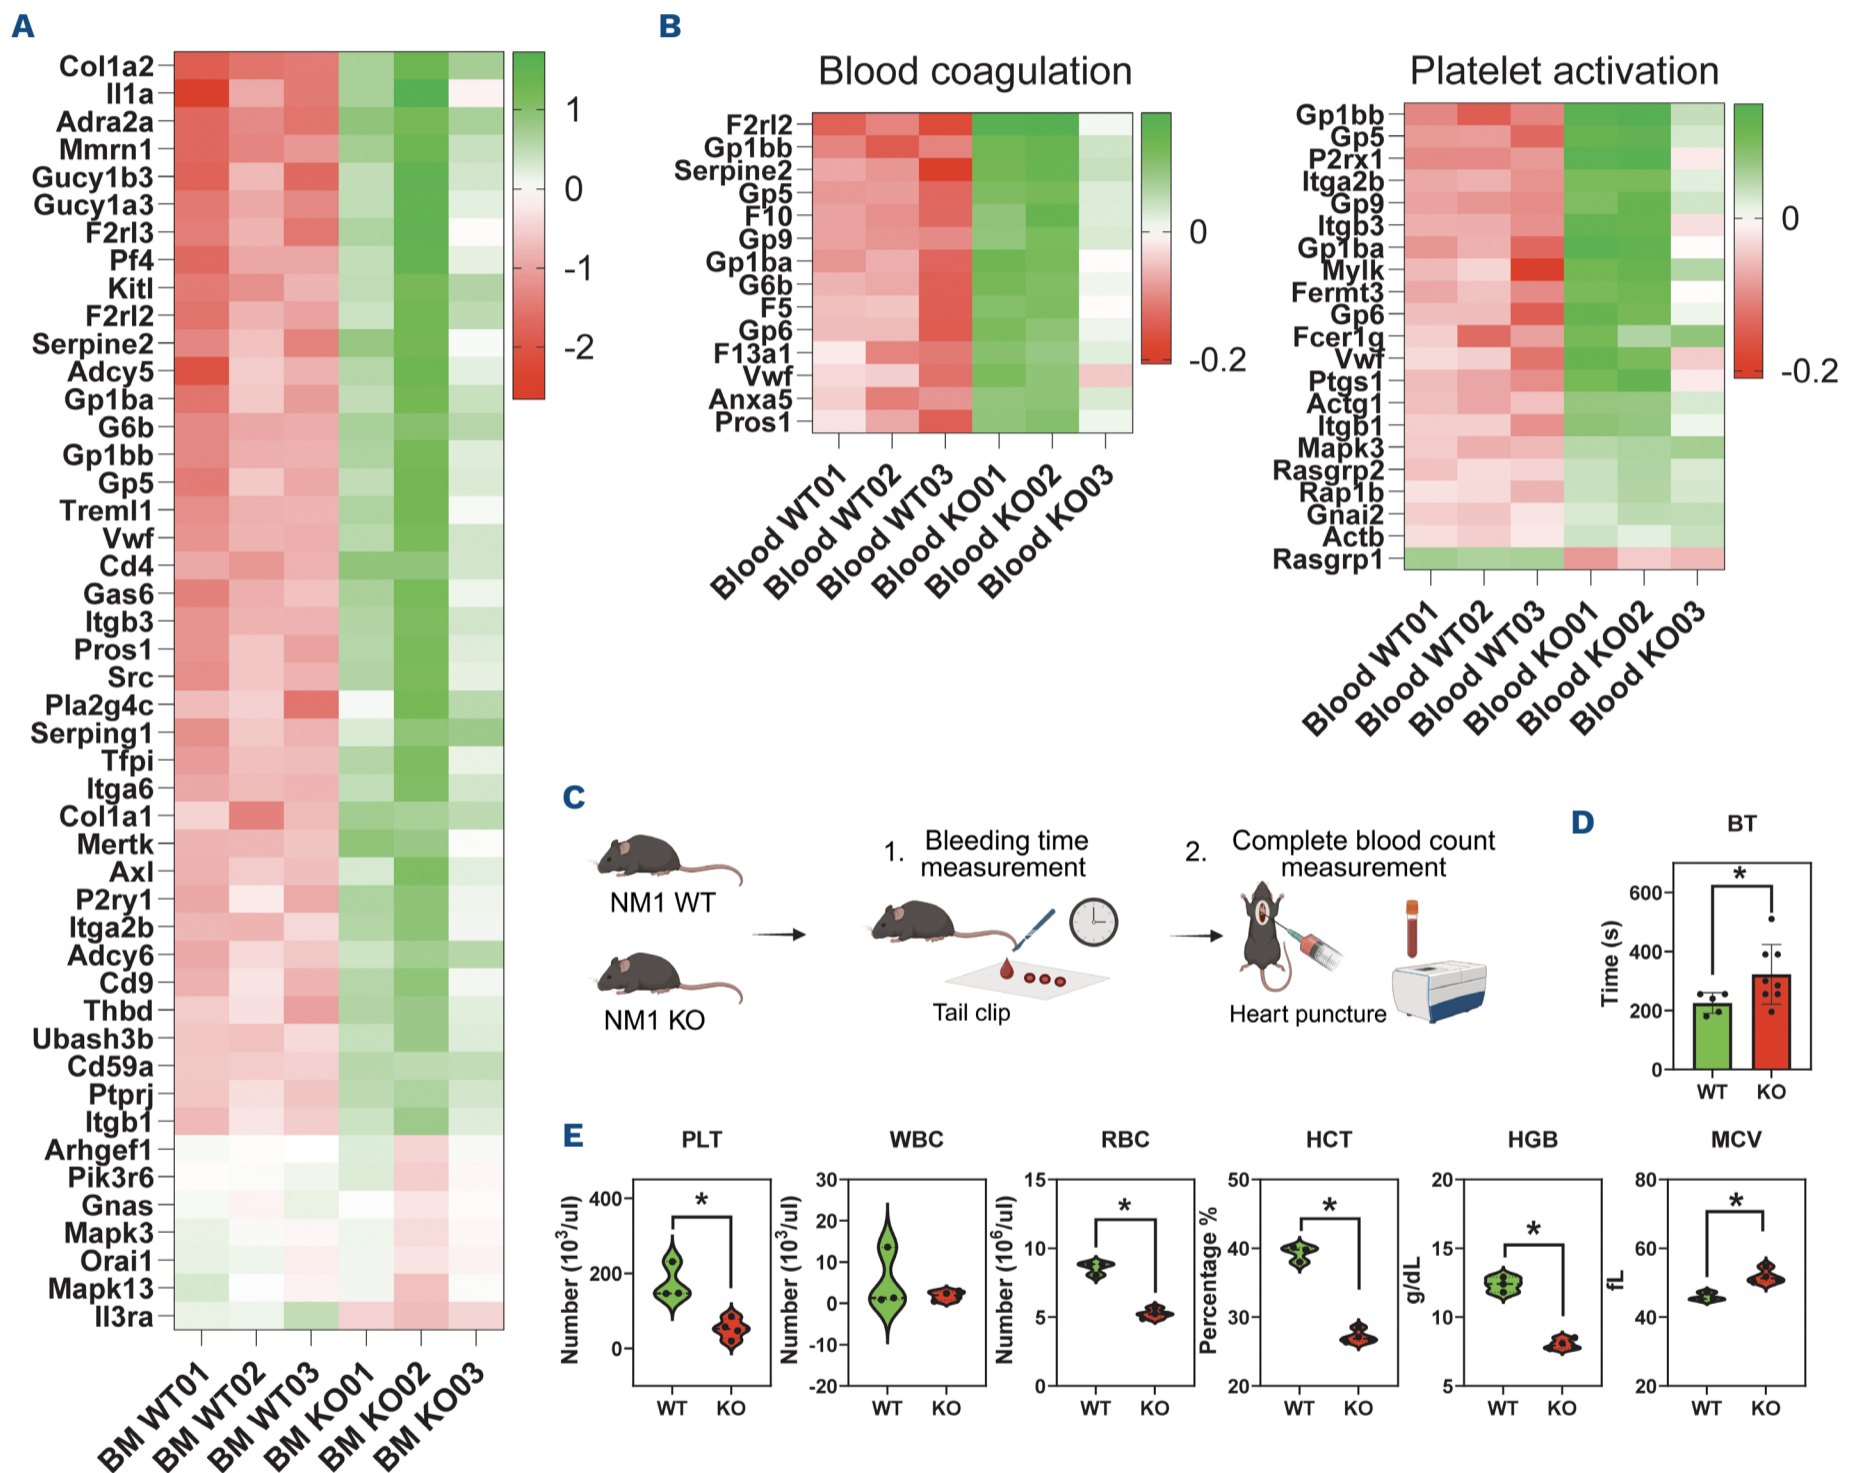 A
Col1a2
Il1a
Adra2a
Mmrn1
Gucy1b3
Gucy1a3
F2rl3
Pf4
Kitl
F2rl2
Serpine2
Adcy5
Gp1ba
G6b
Gp1bb
Gp5
Treml1
Vwf
Cd4
Gas6
Itgb3
Pros1
Src
Pla2g4c
Serping1
Tfpi
Itga6
Col1a1
Mertk
Axl
P2ry1
Itga2b
Adcy6
Cd9
Thbd
Ubash3b
Cd59a
Ptprj
Itgb1
Arhgef1
Pik3r6
Gnas
Mapk3
Orai1
Mapk13
Il3ra
1
0
-1
-2
BM WT01
BM WT02
BM WT03
BM KO01
BM KO02
BM KO03
B
Blood coagulation
F2rl2
Gp1bb
Serpine2
Gp5
F10
Gp9
Gp1ba
G6b
F5
Gp6
F13a1
Vwf
Anxa5
Pros1
0
-0.2
Blood WT01
Blood WT02
Blood WT03
Blood KO01
Blood KO02
Blood KO03
Platelet activation
Gp1bb
Gp5
P2rx1
Itga2b
Gp9
Itgb3
Gp1ba
Mylk
Fermt3
Gp6
Fcer1g
Vwf
Ptgs1
Actg1
Itgb1
Mapk3
Rasgrp2
Rap1b
Gnai2
Actb
Rasgrp1
0
-0.2
Blood WT01
Blood WT02
Blood WT03
Blood KO01
Blood KO02
Blood KO03
C
NM1 WT
NM1 KO
1. Bleeding time
measurement
Tail clip
2. Complete blood count
measurement
Heart puncture
D
BT
Time (s)
600
400
200
0
*
WT KO
E
PLT
Number (10³/ul)
400
200
0
*
WT KO
WBC
Number (10³/ul)
30
20
10
0
-10
-20
WT KO
RBC
Number (10⁶/ul)
15
10
5
0
*
WT KO
HCT
Percentage %
50
40
30
20
*
WT KO
HGB
g/dL
20
15
10
5
*
WT KO
MCV
fL
80
60
40
20
*
WT KO